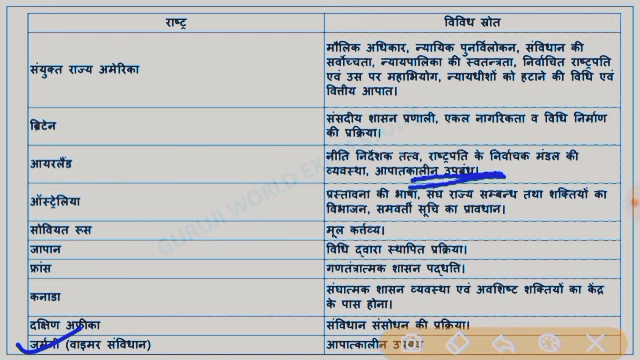 राष्ट्र विविध स्रोत
मौलिक अधिकार, न्यायिक पुनर्विलोकन, संविधान की
सर्वोच्चता, न्यायपालिका की स्वतन्त्रता, निर्वाचित राष्ट्रपति
संयुक्त राज्य अमेरिका
एवं उस पर महाभियोग, न्यायधीशों को हटाने की विधि एवं
वित्तीय आपात।
संसदीय शासन प्रणाली, एकल नागरिकता व विधि निर्माण
ब्रिटेन
की प्रक्रिया।
नीति निर्देशक तत्व, राष्ट्रपति के निर्वाचक मंडल की
आयरलैंड
व्यवस्था, आपातकालीन उपबंध।
प्रस्तावना की भाषा, संघ राज्य सम्बन्ध तथा शक्तियों का
ऑस्ट्रेलिया
विभाजन, समवर्ती सूचि का प्रावधान।
सोवियत रूस मूल कर्त्तव्य।
जापान विधि द्वारा स्थापित प्रक्रिया।
फ्रांस गणतंत्रात्मक शासन पद्धति।
संघात्मक शासन व्यवस्था एवं अवशिष्ट शक्तियों का केंद्र
कनाडा
के पास होना।
दक्षिण अफ्रीका संविधान संसोधन की प्रक्रिया।
जर्मनी (वाइमर संविधान) आपात्कालीन उपबंध